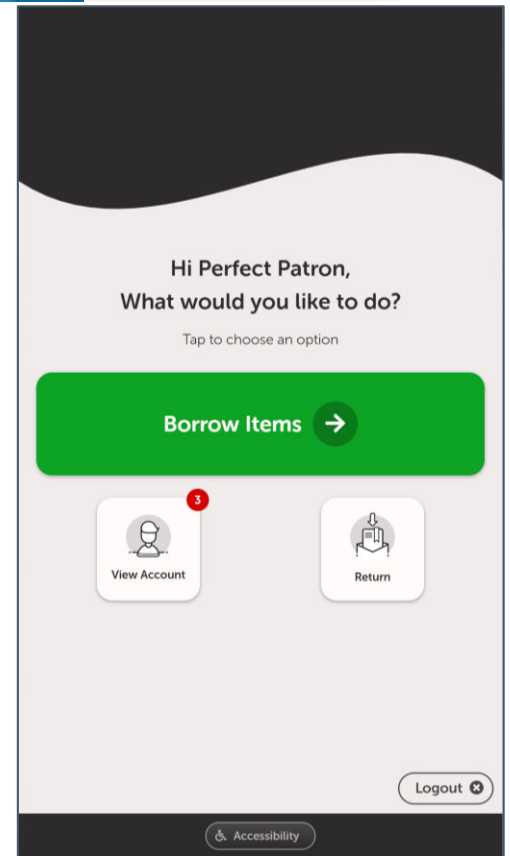 Hi Perfect Patron,
What would you like to do?
Tap to choose an option
Borrow Items
3
View Account
Return
Logout
Accessibility